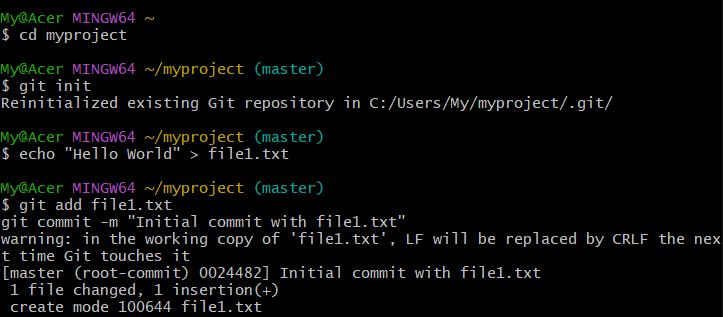 My@Acer MINGW64 ~
$ cd myproject
My@Acer MINGW64 ~/myproject (master)
$ git init
Reinitialized existing Git repository in C:/Users/My/myproject/.git/
My@Acer MINGW64 ~/myproject (master)
$ echo "Hello World" > file1.txt
My@Acer MINGW64 ~/myproject (master)
$ git add file1.txt
git commit -m "Initial commit with file1.txt"
warning: in the working copy of 'file1.txt', LF will be replaced by CRLF the nex
t time Git touches it
[master (root-commit) 0024482] Initial commit with file1.txt
 1 file changed, 1 insertion(+)
 create mode 100644 file1.txt